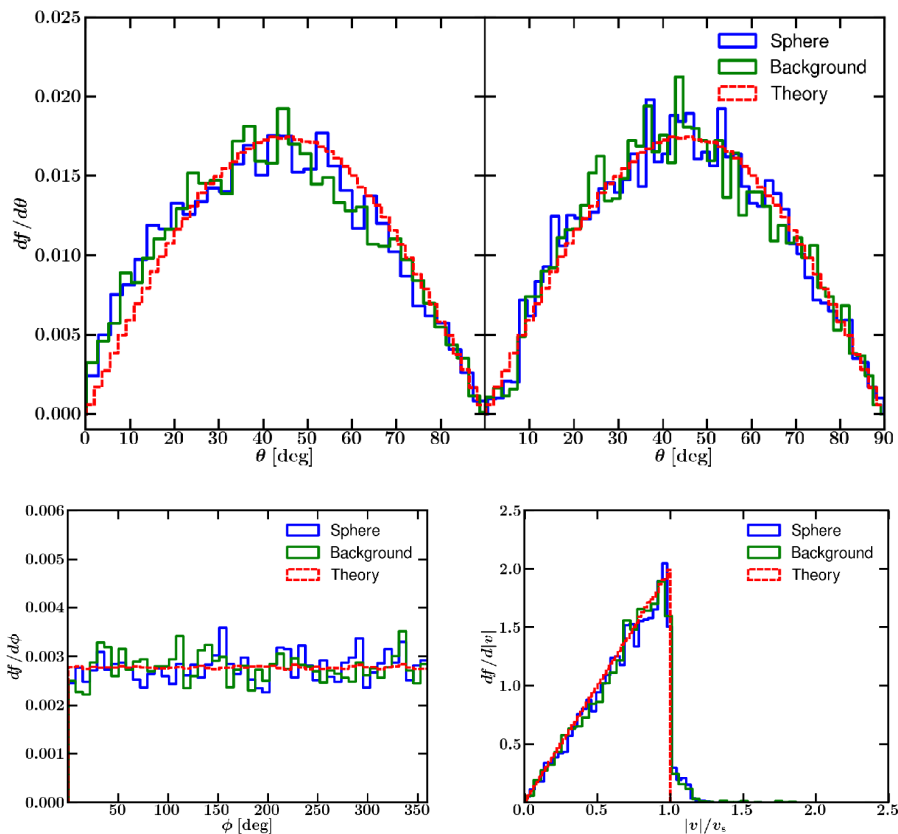 Sphere
Background
Theory
df/dθ
0.025
0.020
0.015
0.010
0.005
0.000
0 10 20 30 40 50 60 70 80
θ [deg]
10 20 30 40 50 60 70 80 90
θ [deg]
Sphere
Background
Theory
df/dϕ
0.006
0.005
0.004
0.003
0.002
0.001
0.000
50 100 150 200 250 300 350
ϕ [deg]
Sphere
Background
Theory
df/d|v|
2.5
2.0
1.5
1.0
0.5
0.0 0.5 1.0 1.5 2.0 2.5
|v|/vₛ